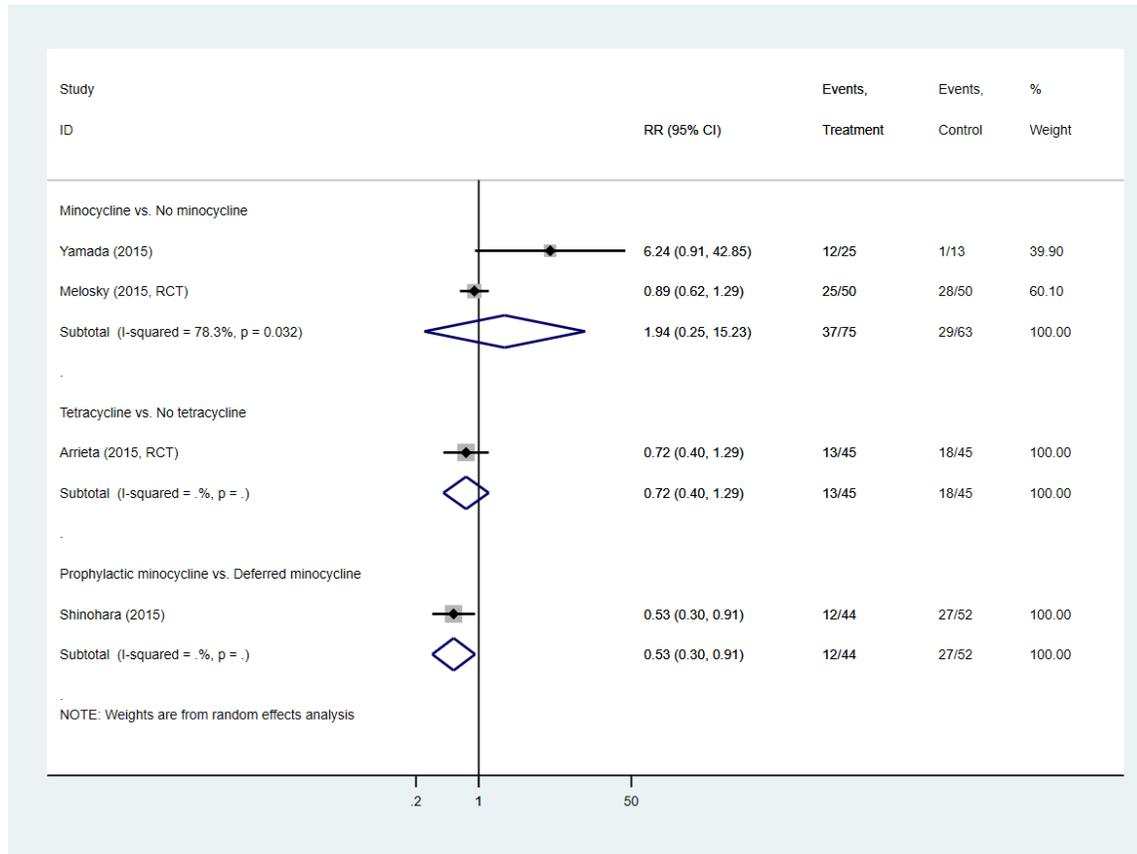 Study Events, Events, %
ID RR (95% CI) Treatment Control Weight
Minocycline vs. No minocycline
Yamada (2015) 6.24 (0.91, 42.85) 12/25 1/13 39.90
Melosky (2015, RCT) 0.89 (0.62, 1.29) 25/50 28/50 60.10
Subtotal (I-squared = 78.3%, p = 0.032) 1.94 (0.25, 15.23) 37/75 29/63 100.00
.
Tetracycline vs. No tetracycline
Arrieta (2015, RCT) 0.72 (0.40, 1.29) 13/45 18/45 100.00
Subtotal (I-squared = .%, p = .) 0.72 (0.40, 1.29) 13/45 18/45 100.00
.
Prophylactic minocycline vs. Deferred minocycline
Shinohara (2015) 0.53 (0.30, 0.91) 12/44 27/52 100.00
Subtotal (I-squared = .%, p = .) 0.53 (0.30, 0.91) 12/44 27/52 100.00
.
NOTE: Weights are from random effects analysis
.2 1 50